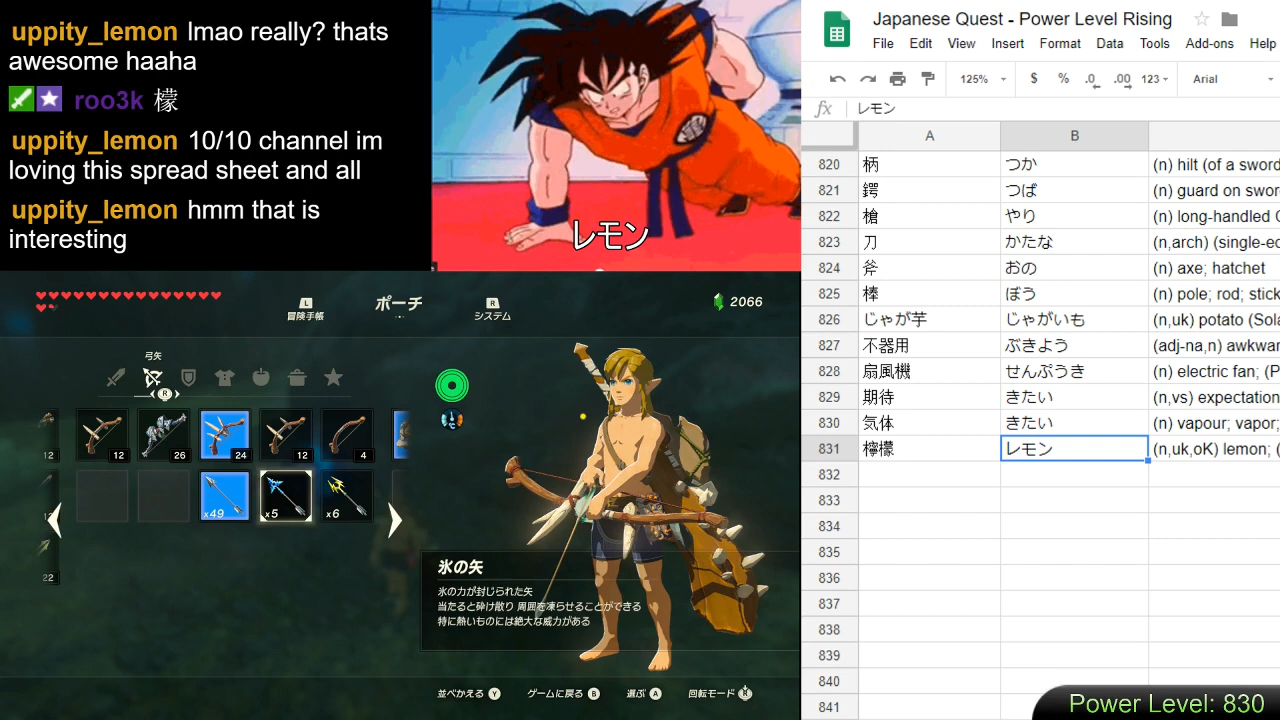 uppity_lemon lmao really? thats
awesome haaha
roo3k 檬
uppity_lemon 10/10 channel im
loving this spread sheet and all
uppity_lemon hmm that is
interesting
レモン
L
冒険手帳
ポーチ
R
システム
2066
弓矢
R
12
12
26
24
12
4
x49
x5
x6
22
氷の矢
氷の力が封じられた矢
当たると砕け散り 周囲を凍らせることができる
特に熱いものには絶大な威力がある
並べかえる Y
ゲームに戻る B
選ぶ A
回転モード R
Japanese Quest - Power Level Rising
File Edit View Insert Format Data Tools Add-ons Help
125% $ % .0 .00 123 Arial
fx レモン
A B
820 柄 つか (n) hilt (of a sword
821 鍔 つば (n) guard on swor
822 槍 やり (n) long-handled
823 刀 かたな (n,arch) (single-ed
824 斧 おの (n) axe; hatchet
825 棒 ぼう (n) pole; rod; stick
826 じゃが芋 じゃがいも (n,uk) potato (Sola
827 不器用 ぶきよう (adj-na,n) awkwar
828 扇風機 せんぷうき (n) electric fan; (P
829 期待 きたい (n,vs) expectation
830 気体 きたい (n) vapour; vapor;
831 檸檬 レモン (n,uk,oK) lemon; (
832
833
834
835
836
837
838
839
840
841
Power Level: 830